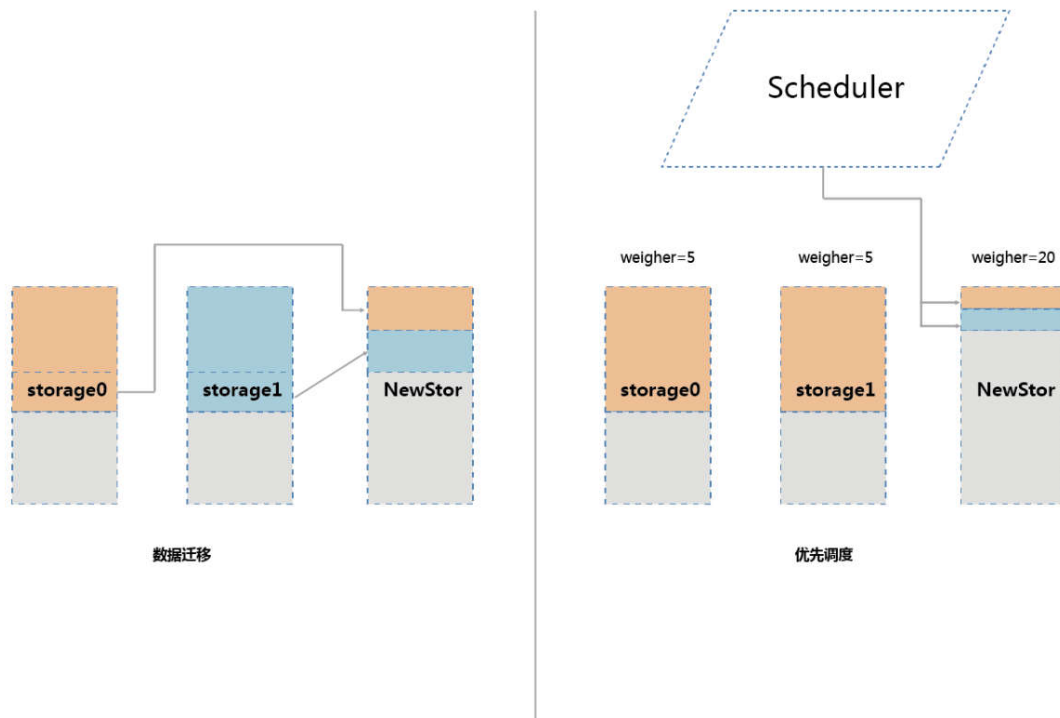 storage0
storage1
NewStor
数据迁移
Scheduler
weigher=5
weigher=5
weigher=20
storage0
storage1
NewStor
优先调度